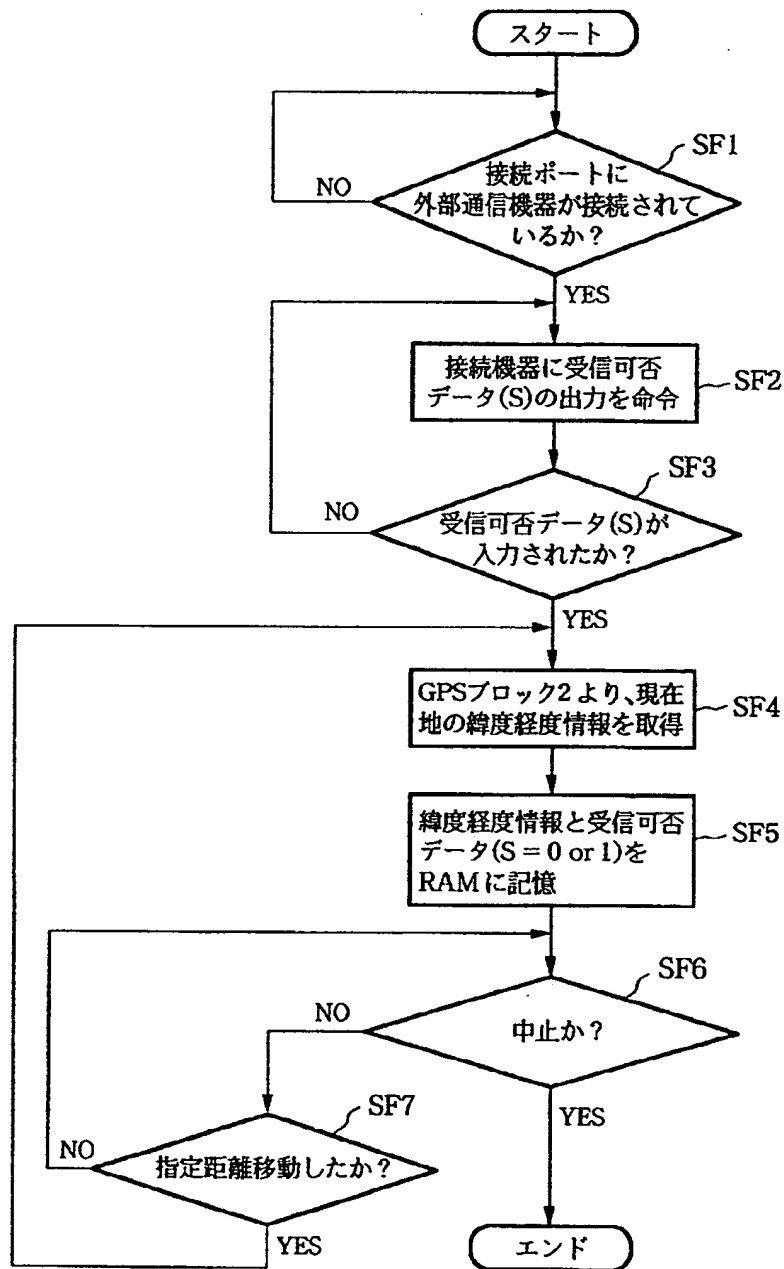 スタート
SF1
接続ポートに
外部通信機器が接続されて
いるか?
NO
YES
接続機器に受信可否
データ(S)の出力を命令
SF2
SF3
NO
受信可否データ(S)が
入力されたか?
YES
GPSブロック2より、現在
地の緯度経度情報を取得
SF4
緯度経度情報と受信可否
データ(S = 0 or 1)を
RAMに記憶
SF5
SF6
NO
中止か?
YES
SF7
NO
指定距離移動したか?
YES
エンド